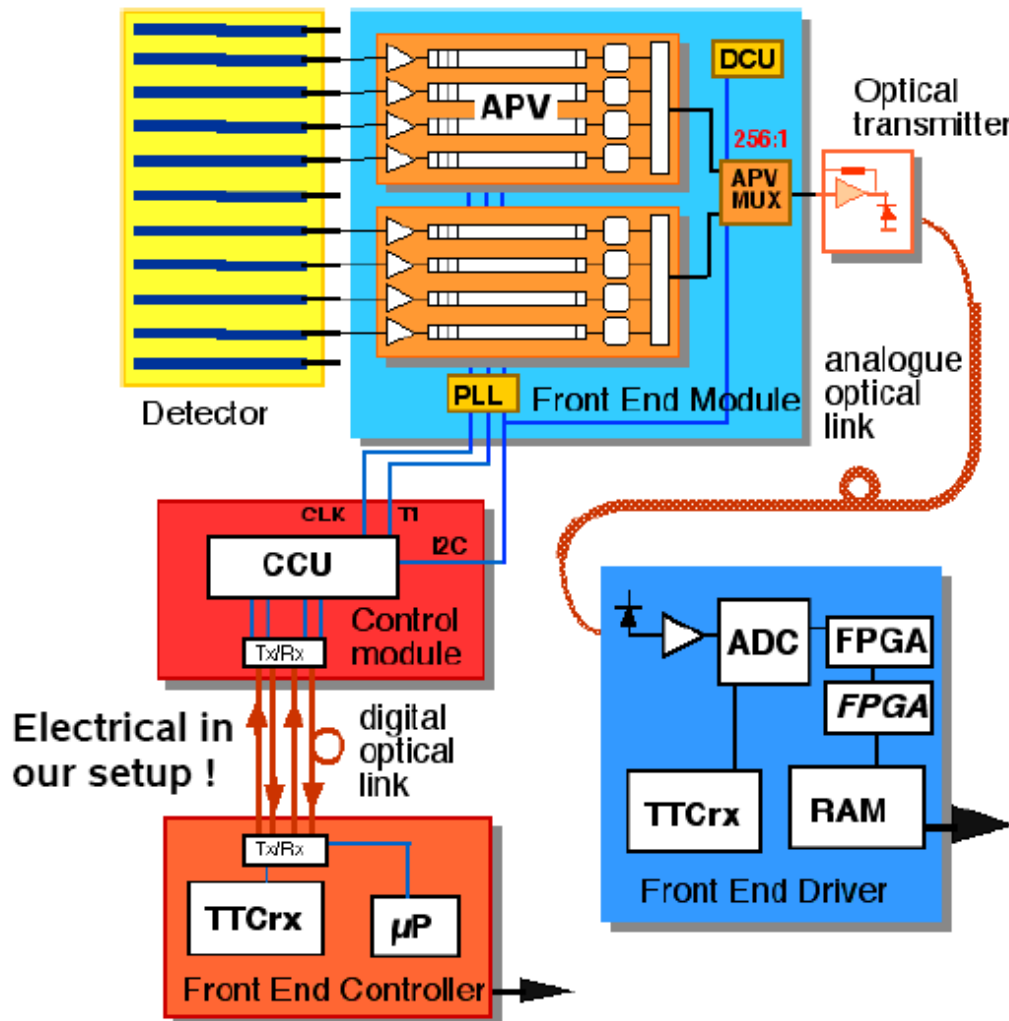 DCU
APV
256:1
APV
MUX
Optical
transmitter
PLL
Front End Module
Detector
analogue
optical
link
CLK
T1
I2C
CCU
Control
module
Tx/Rx
Electrical in
our setup !
digital
optical
link
Tx/Rx
TTCrx
µP
Front End Controller
ADC
FPGA
FPGA
TTCrx
RAM
Front End Driver